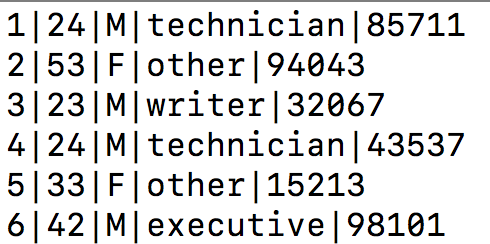 1|24|M|technician|85711
2|53|F|other|94043
3|23|M|writer|32067
4|24|M|technician|43537
5|33|F|other|15213
6|42|M|executive|98101